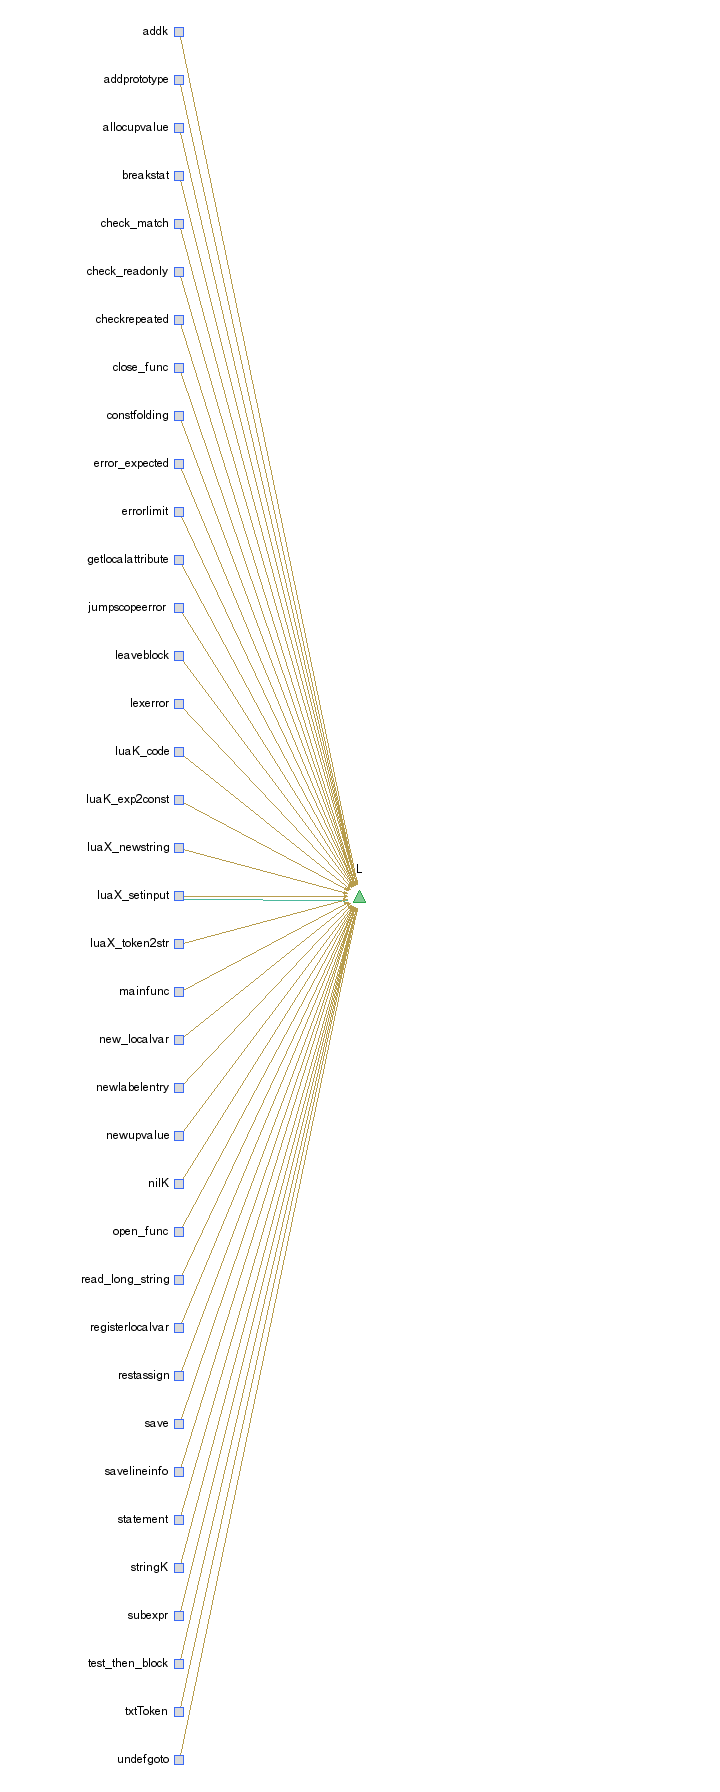 addk
addprototype
allocupvalue
breakstat
check_match
check_readonly
checkrepeated
close_func
constfolding
error_expected
errorlimit
getlocalattribute
jumpscopeerror
leaveblock
lexerror
luaK_code
luaK_exp2const
luaX_newstring
L
luaX_setinput
luaX_token2str
mainfunc
new_localvar
newlabelentry
newupvalue
nilK
open_func
read_long_string
registerlocalvar
restassign
save
savelineinfo
statement
stringK
subexpr
test_then_block
txtToken
undefgoto